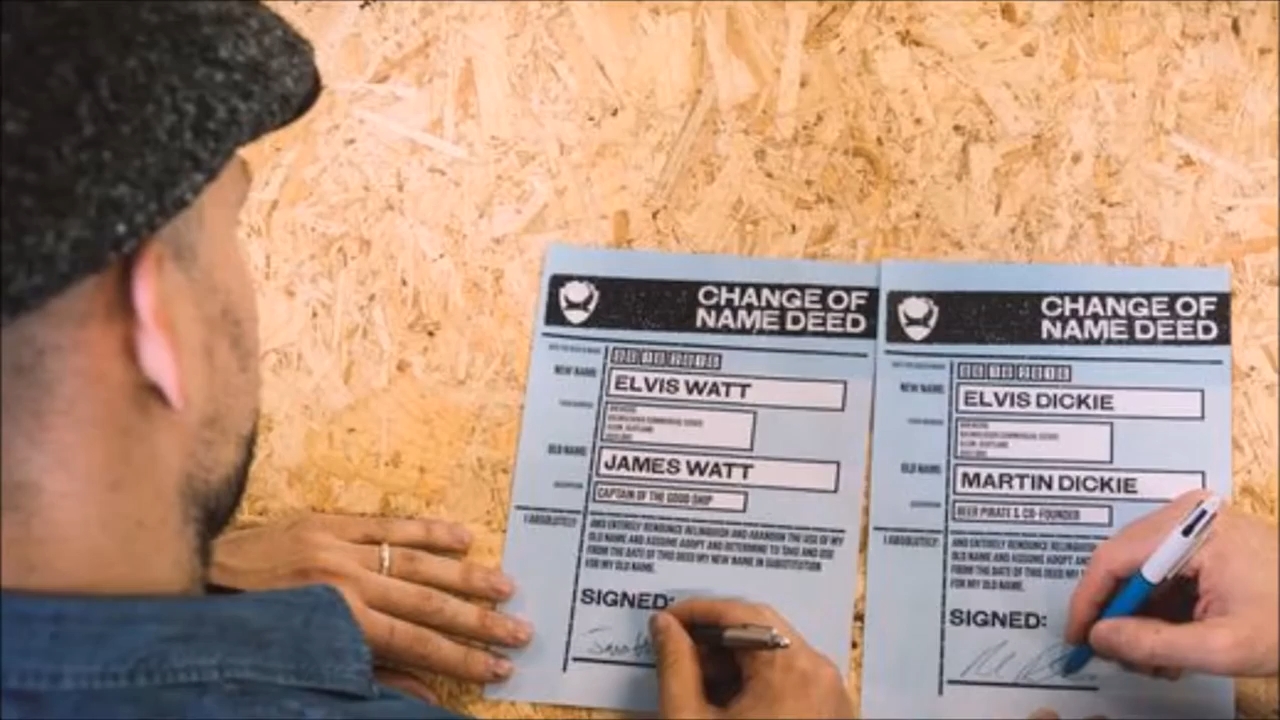 CHANGE OF
NAME DEED
NEW NAME:
ELVIS WATT
OLD NAME:
JAMES WATT
CAPTAIN OF THE GOOD SHIP
I ABSOLUTELY
AND ENTIRELY RENOUNCE RELINQUISH AND ABANDON THE USE OF MY
OLD NAME AND ASSUME ADOPT AND DETERMINE TO TAKE AND USE
FROM THE DATE OF THIS DEED MY NEW NAME IN SUBSTITUTION
FOR MY OLD NAME.
SIGNED:
CHANGE OF
NAME DEED
NEW NAME:
ELVIS DICKIE
OLD NAME:
MARTIN DICKIE
BEER PIRATE & CO-FOUNDER
I ABSOLUTELY
AND ENTIRELY RENOUNCE RELINQUISH
OLD NAME AND ASSUME ADOPT AND
FROM THE DATE OF THIS DEED MY
FOR MY OLD NAME.
SIGNED: